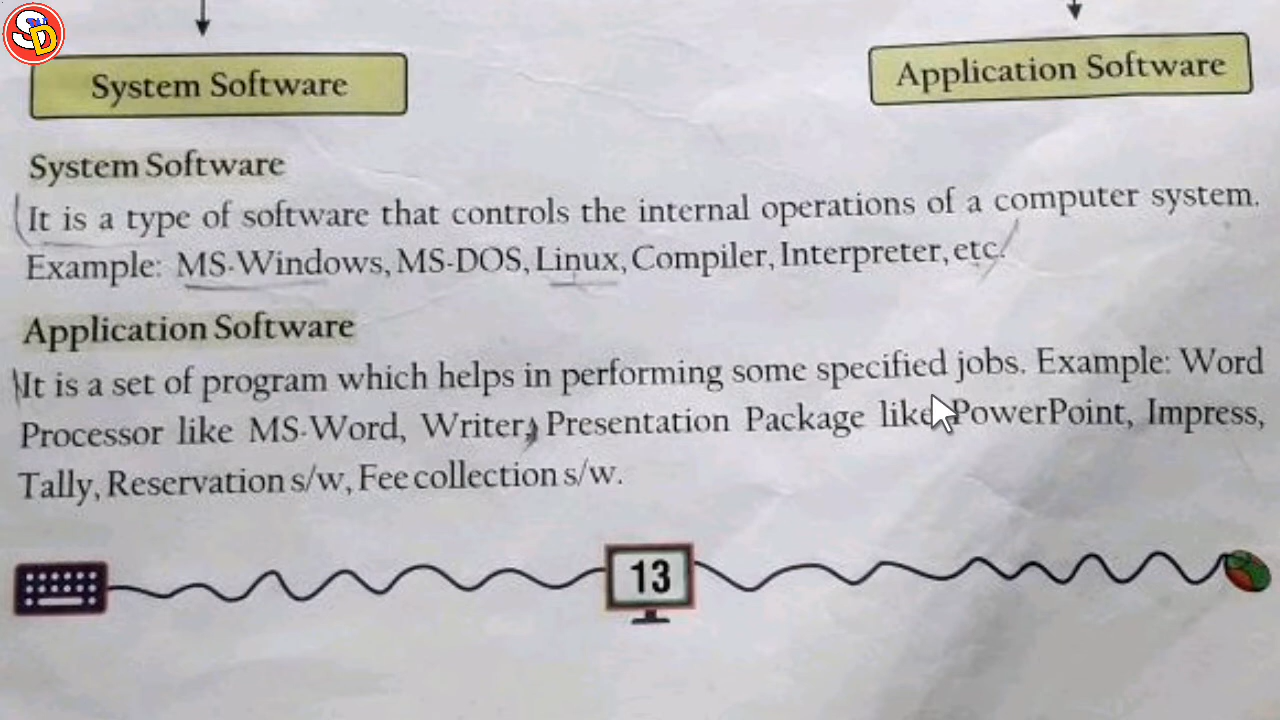 SD
System Software
Application Software
System Software
It is a type of software that controls the internal operations of a computer system.
Example: MS-Windows, MS-DOS, Linux, Compiler, Interpreter, etc.
Application Software
It is a set of program which helps in performing some specified jobs. Example: Word
Processor like MS-Word, Writer, Presentation Package like PowerPoint, Impress,
Tally, Reservation s/w, Fee collection s/w.
13